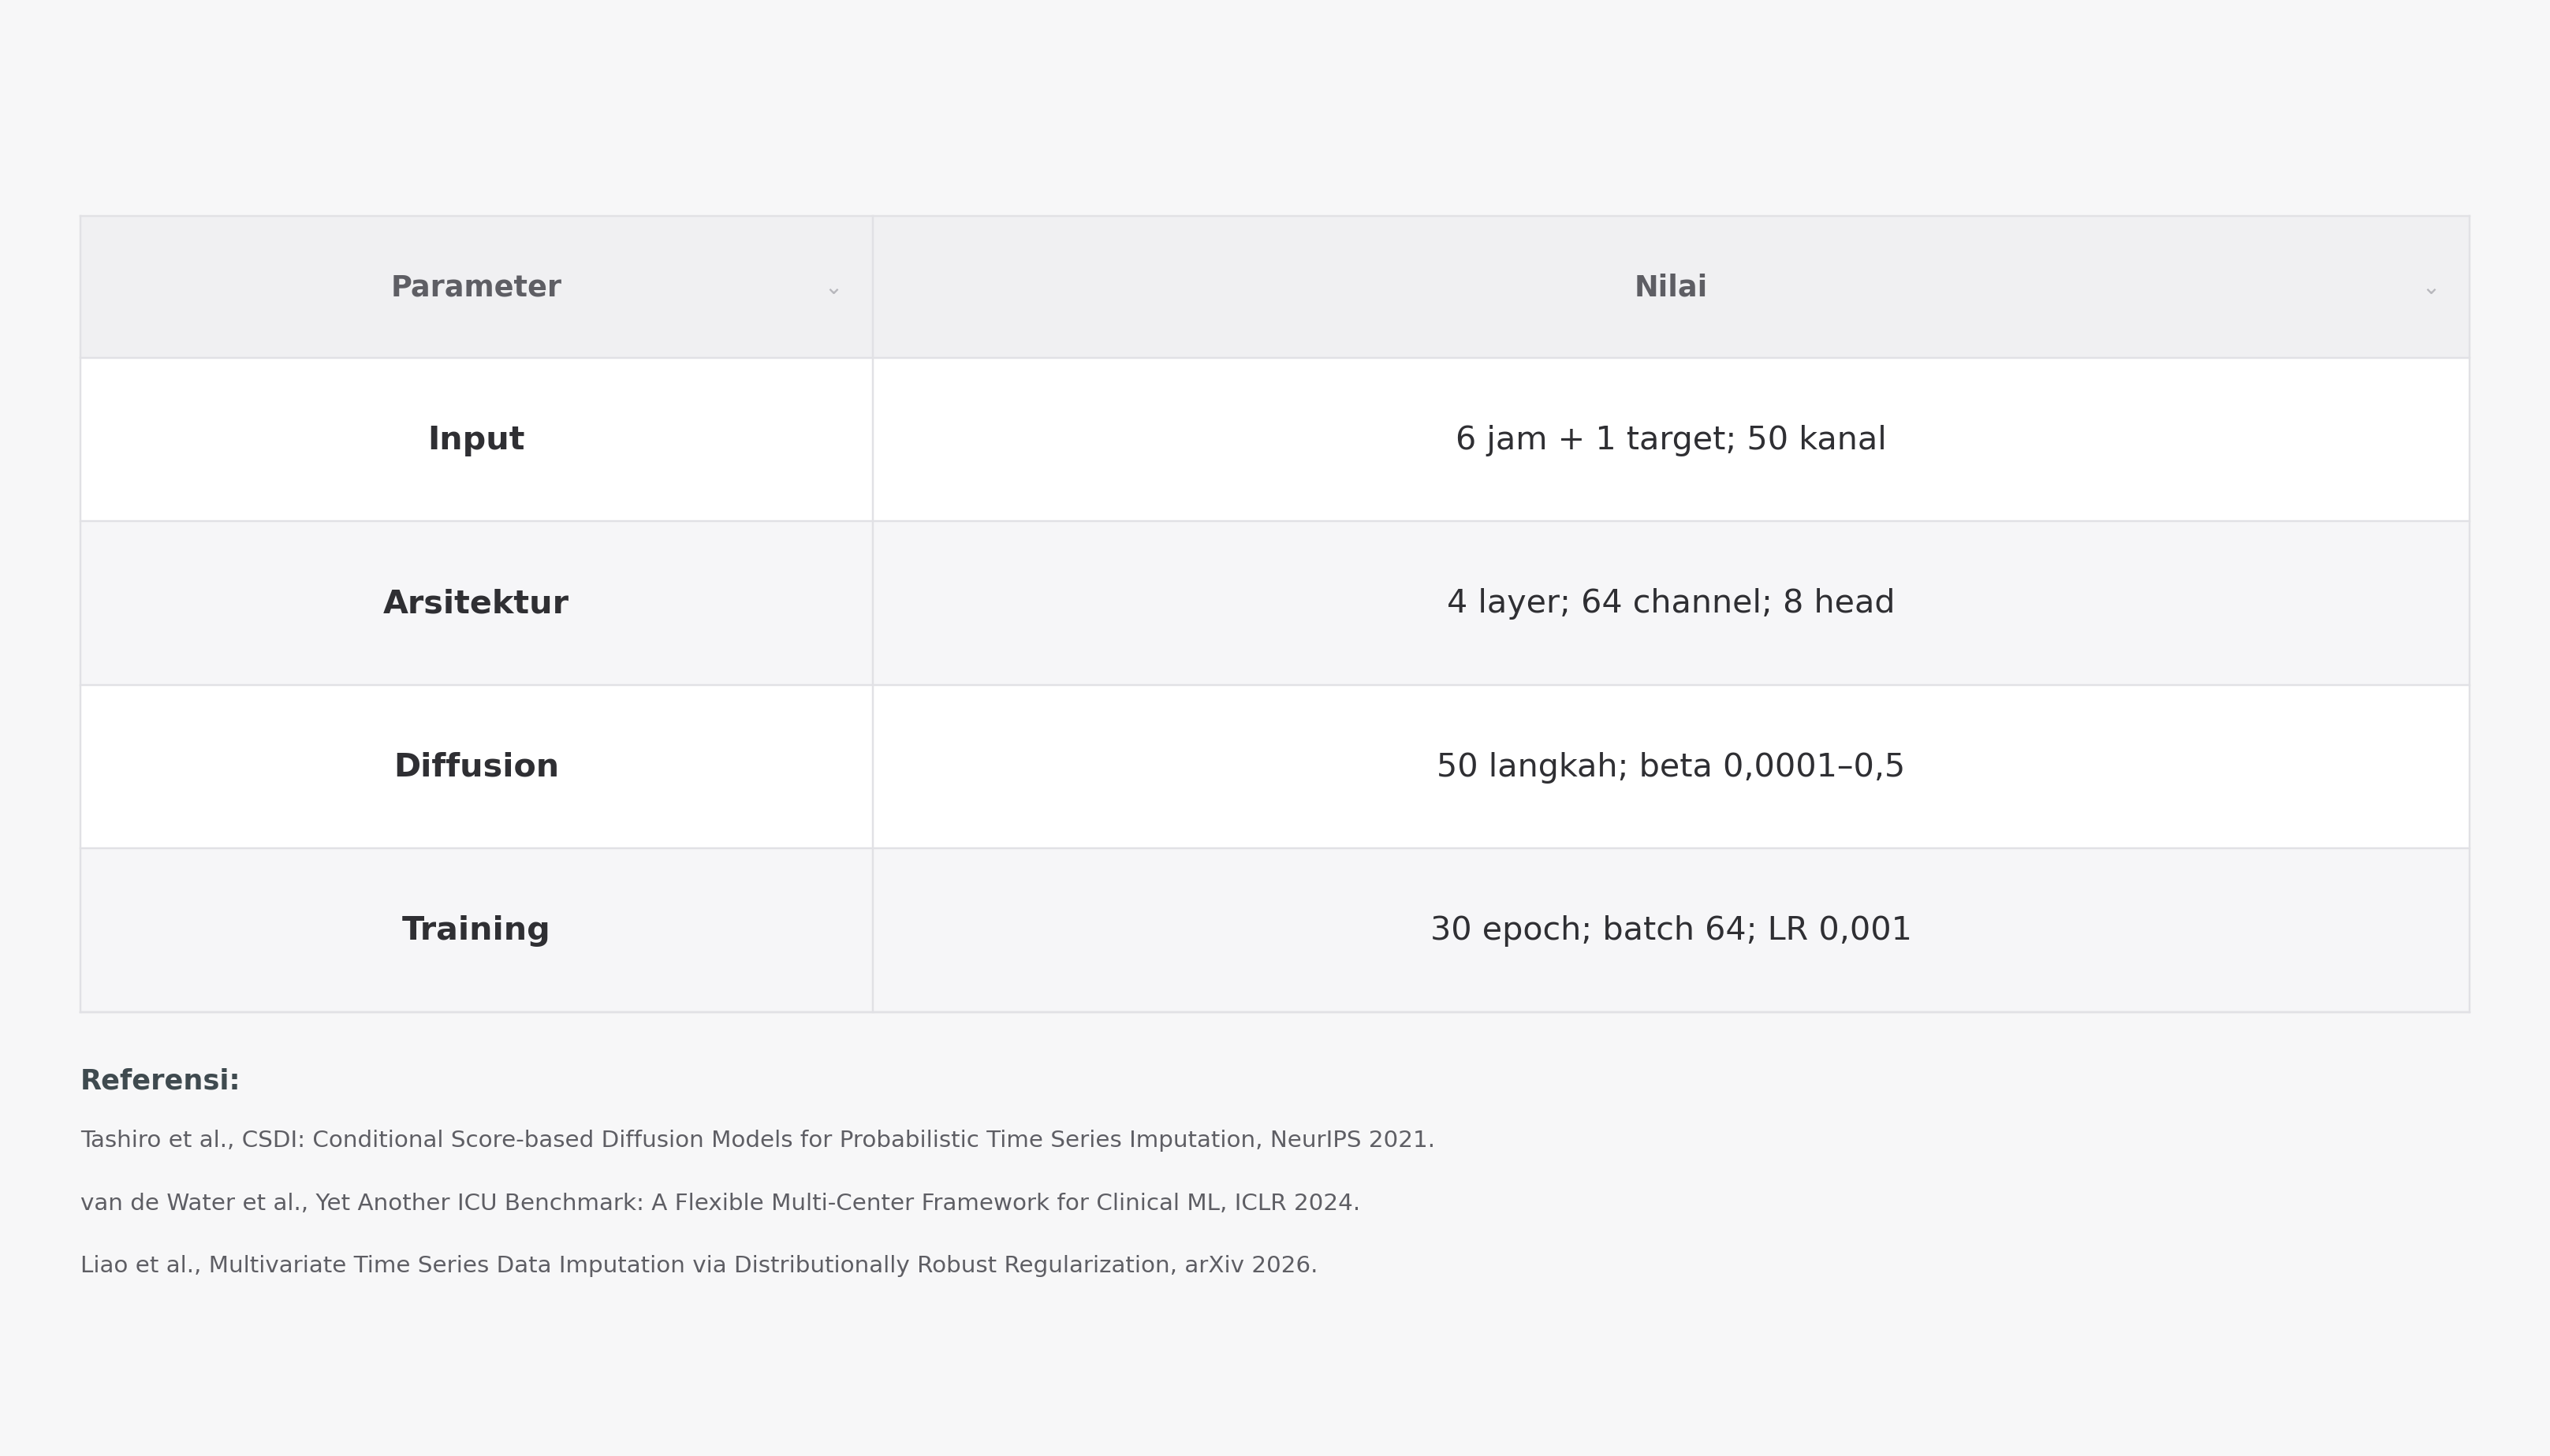 Parameter
Nilai
Input
6 jam + 1 target; 50 kanal
Arsitektur
4 layer; 64 channel; 8 head
Diffusion
50 langkah; beta 0,0001–0,5
Training
30 epoch; batch 64; LR 0,001
Referensi:
Tashiro et al., CSDI: Conditional Score-based Diffusion Models for Probabilistic Time Series Imputation, NeurIPS 2021.
van de Water et al., Yet Another ICU Benchmark: A Flexible Multi-Center Framework for Clinical ML, ICLR 2024.
Liao et al., Multivariate Time Series Data Imputation via Distributionally Robust Regularization, arXiv 2026.